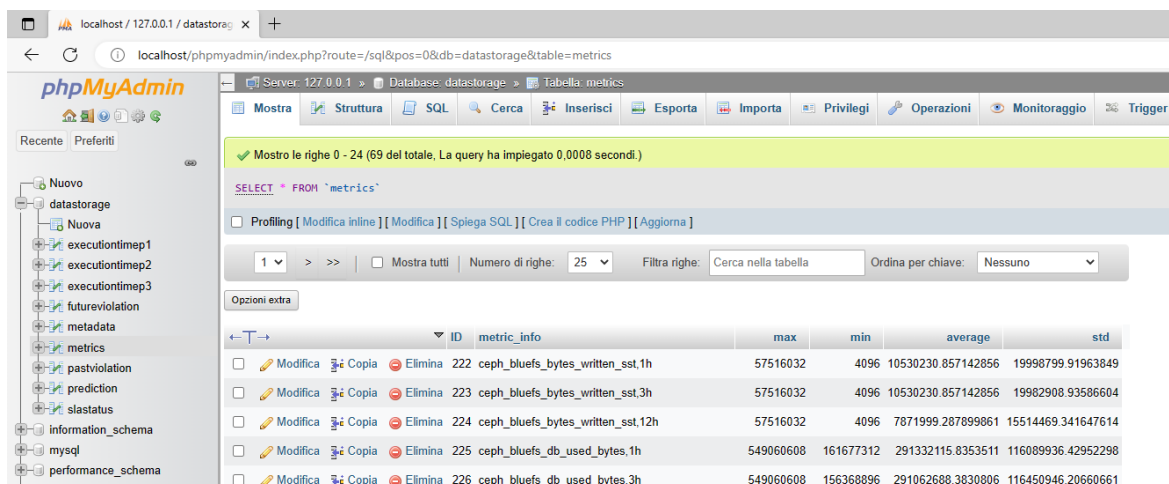 localhost / 127.0.0.1 / datastorag
localhost/phpmyadmin/index.php?route=/sql&pos=0&db=datastorage&table=metrics
phpMyAdmin
Recente Preferiti
Nuovo
datastorage
Nuova
executiontimep1
executiontimep2
executiontimep3
futureviolation
metadata
metrics
pastviolation
prediction
slastatus
information_schema
mysql
performance_schema
Server: 127.0.0.1 » Database: datastorage » Tabella: metrics
Mostra Struttura SQL Cerca Inserisci Esporta Importa Privilegi Operazioni Monitoraggio Trigger
Mostro le righe 0 - 24 (69 del totale, La query ha impiegato 0,0008 secondi.)
SELECT * FROM `metrics`
Profiling [ Modifica inline ] [ Modifica ] [ Spiega SQL ] [ Crea il codice PHP ] [ Aggiorna ]
1 > >> Mostra tutti Numero di righe: 25 Filtra righe: Cerca nella tabella Ordina per chiave: Nessuno
Opzioni extra
←T→ ID metric_info max min average std
Modifica Copia Elimina 222 ceph_bluefs_bytes_written_sst,1h 57516032 4096 10530230.857142856 19998799.91963849
Modifica Copia Elimina 223 ceph_bluefs_bytes_written_sst,3h 57516032 4096 10530230.857142856 19982908.93586604
Modifica Copia Elimina 224 ceph_bluefs_bytes_written_sst,12h 57516032 4096 7871999.287899861 15514469.341647614
Modifica Copia Elimina 225 ceph_bluefs_db_used_bytes,1h 549060608 161677312 291332115.8353511 116089936.42952298
Modifica Copia Elimina 226 ceph_bluefs_db_used_bytes,3h 549060608 156368896 291062688.3830806 116450946.20660661